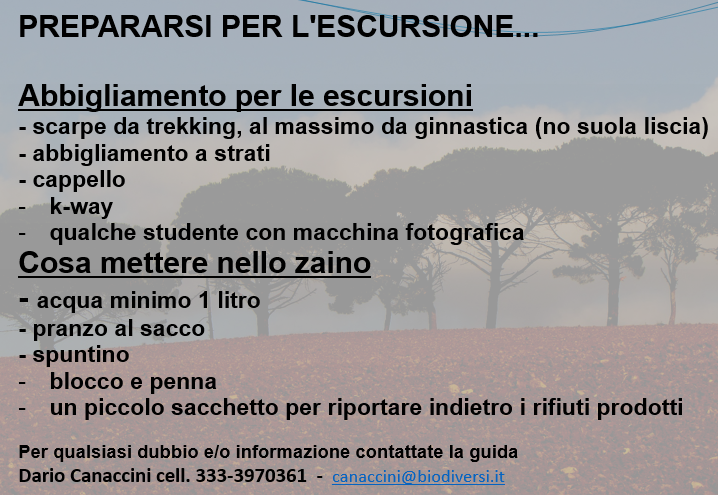 PREPARARSI PER L'ESCURSIONE...
Abbigliamento per le escursioni
- scarpe da trekking, al massimo da ginnastica (no suola liscia)
- abbigliamento a strati
- cappello
- k-way
- qualche studente con macchina fotografica
Cosa mettere nello zaino
- acqua minimo 1 litro
- pranzo al sacco
- spuntino
- blocco e penna
- un piccolo sacchetto per riportare indietro i rifiuti prodotti
Per qualsiasi dubbio e/o informazione contattate la guida
Dario Canaccini cell. 333-3970361 - canaccini@biodiversi.it